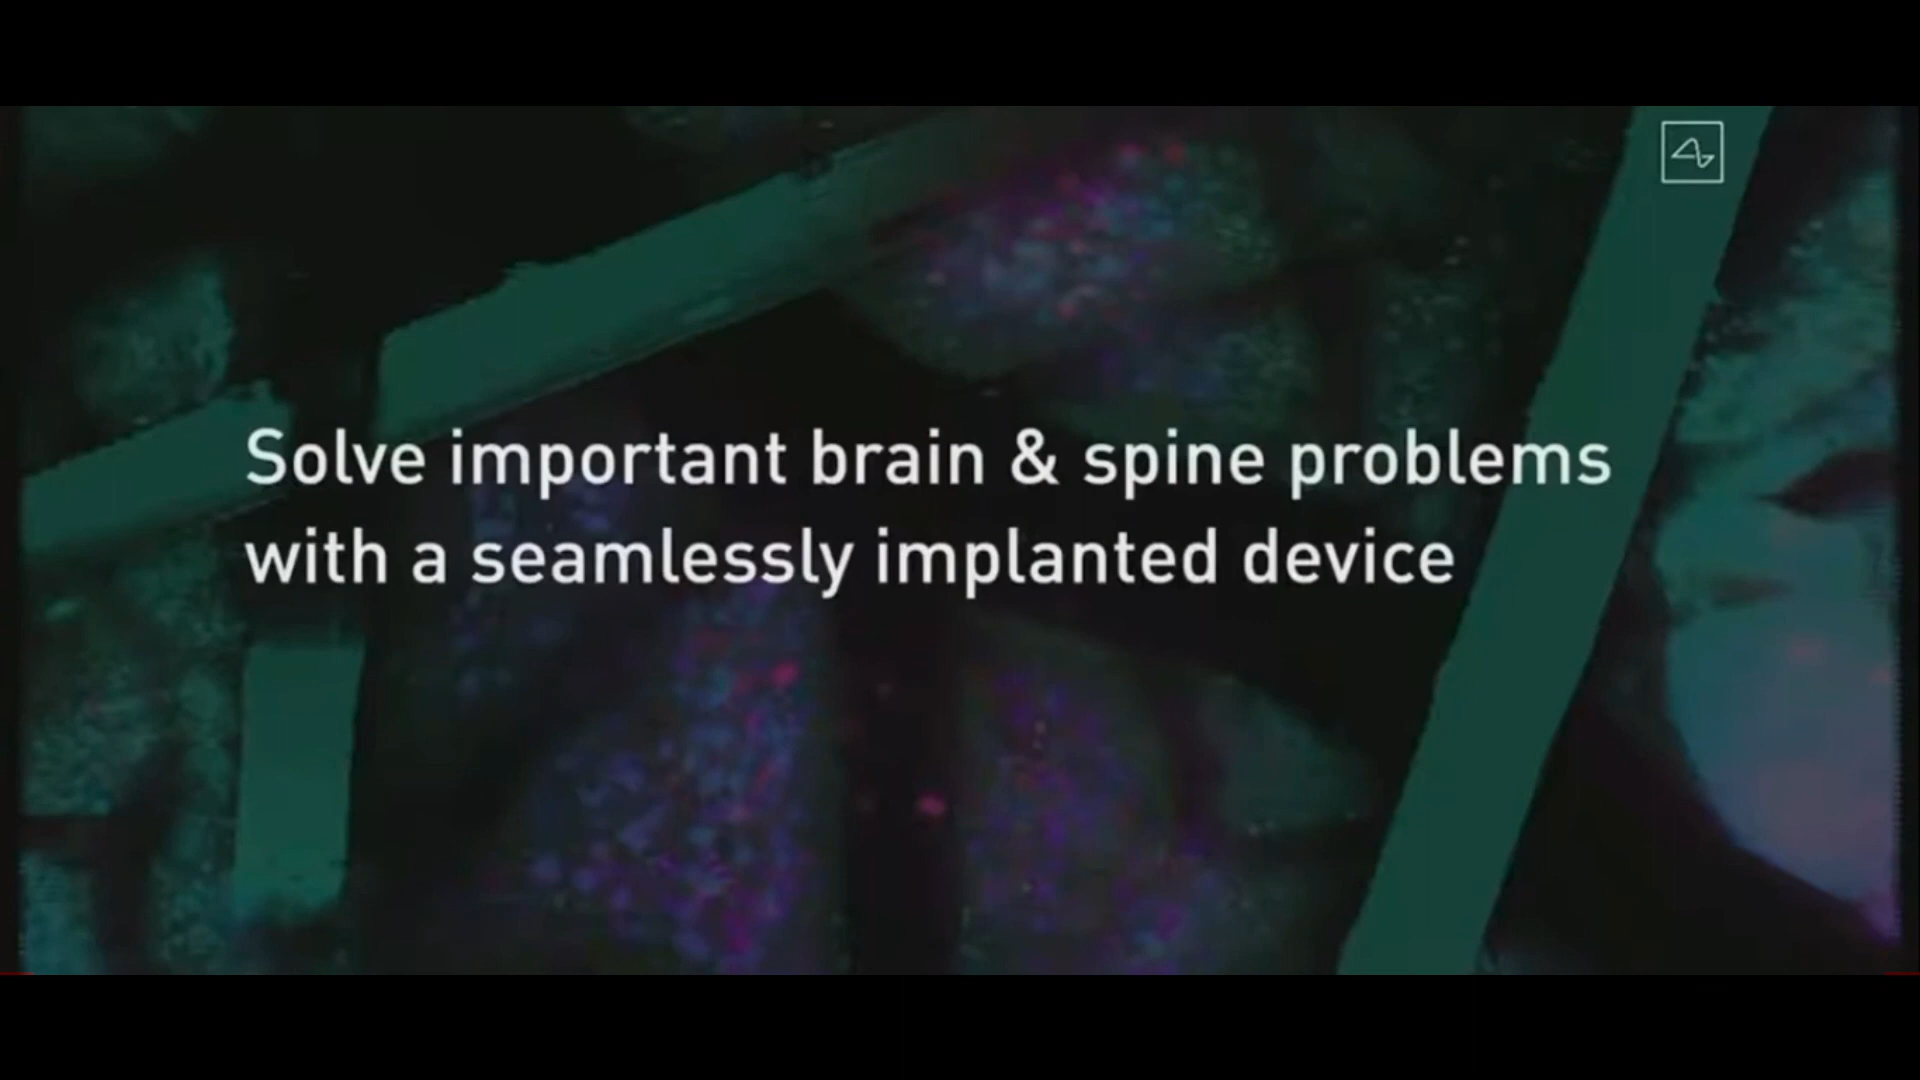 Solve important brain & spine problems
with a seamlessly implanted device